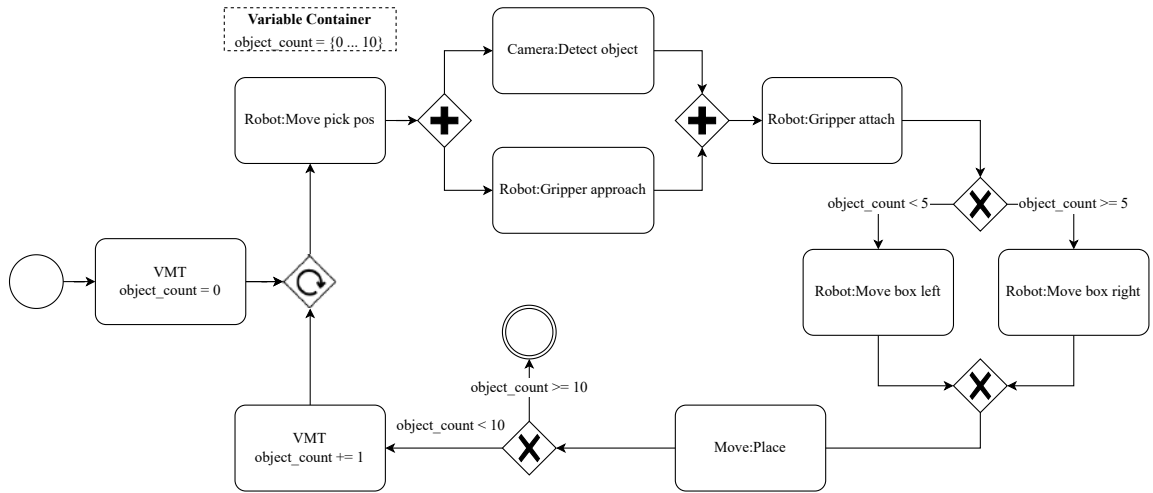 Variable Container
object_count = {0 ... 10}
Camera:Detect object
Robot:Move pick pos
Robot:Gripper attach
Robot:Gripper approach
object_count < 5
object_count >= 5
VMT
object_count = 0
Robot:Move box left
Robot:Move box right
object_count >= 10
object_count < 10
VMT
object_count += 1
Move:Place